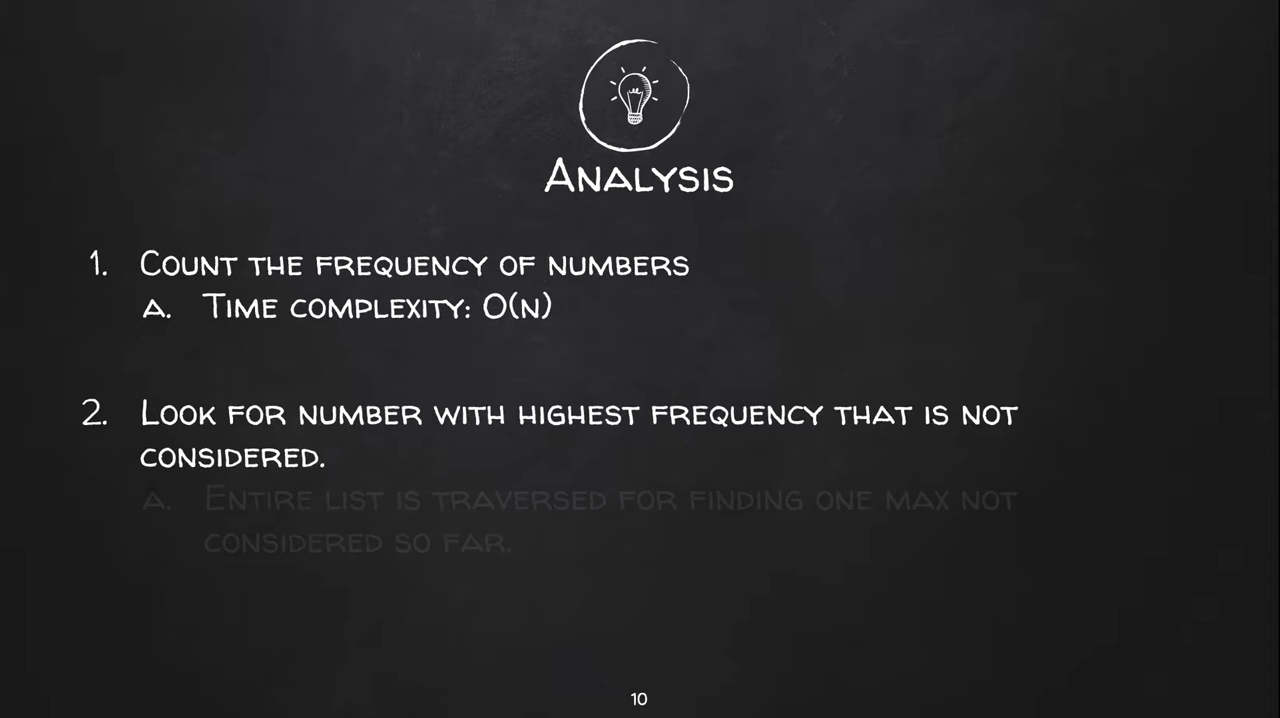 Analysis
1. Count the frequency of numbers
a. Time complexity: O(n)
2. Look for number with highest frequency that is not
considered.
a. Entire list is traversed for finding one max not
considered so far.
10